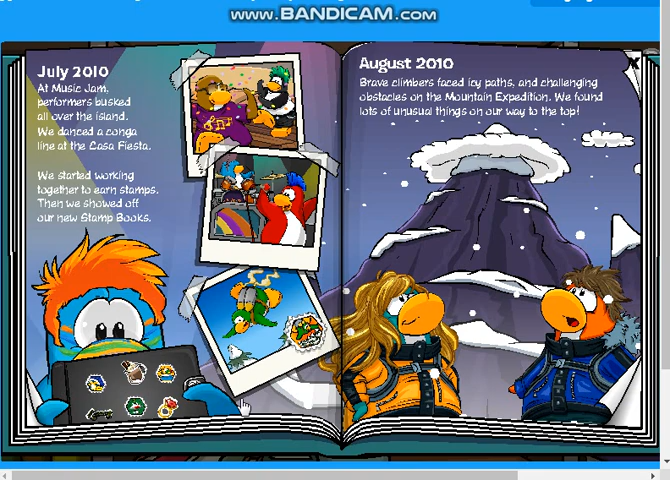 www.BANDICAM.com
July 2010
At Music Jam,
performers busked
all over the island.
We danced a conga
line at the Casa Fiesta.
We started working
together to earn stamps.
Then we showed off
our new Stamp Books.
August 2010
Brave climbers faced icy paths, and challenging
obstacles on the Mountain Expedition. We found
lots of unusual things on our way to the top!